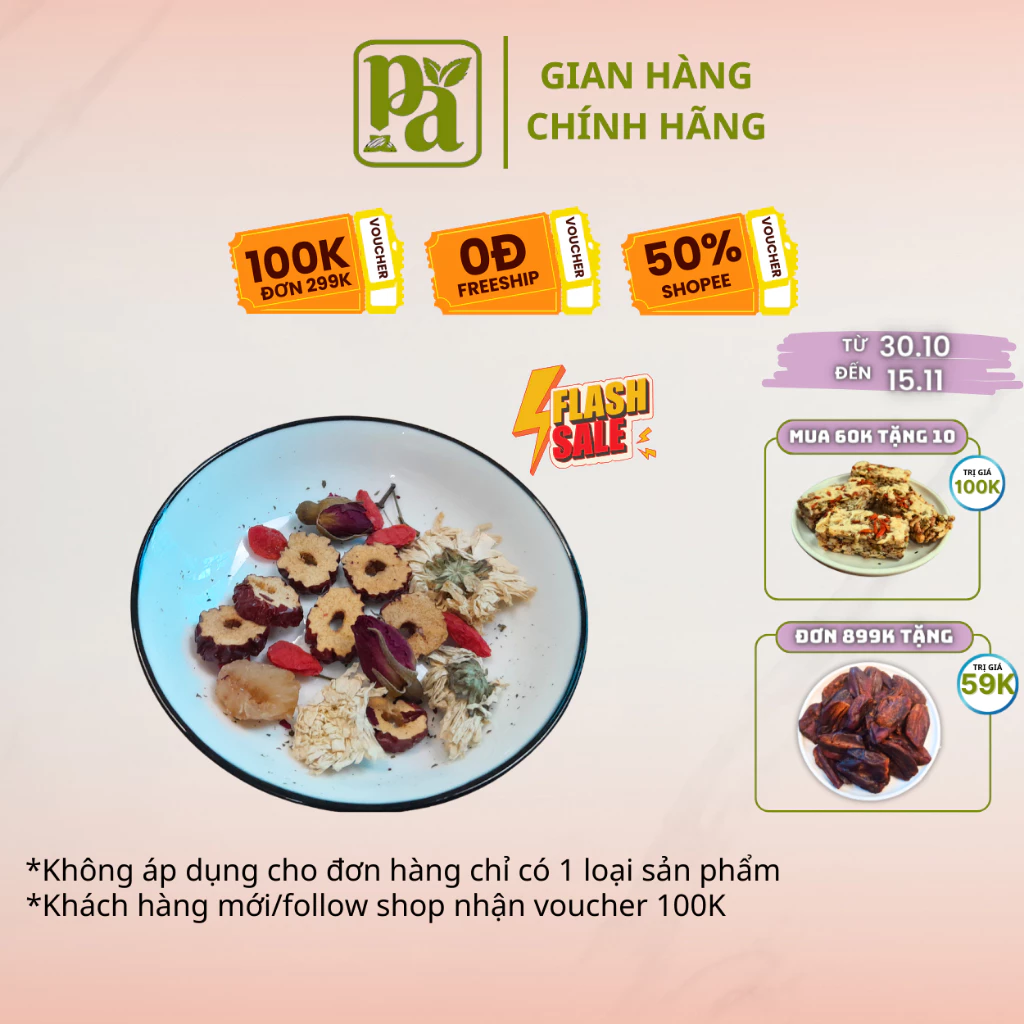 pa
GIAN HÀNG
CHÍNH HÃNG
100K
ĐƠN 299K
VOUCHER
0Đ
FREESHIP
VOUCHER
50%
SHOPEE
VOUCHER
TỪ 30.10
ĐẾN 15.11
FLASH
SALE
MUA 60K TẶNG 10
TRỊ GIÁ
100K
ĐƠN 899K TẶNG
TRỊ GIÁ
59K
*Không áp dụng cho đơn hàng chỉ có 1 loại sản phẩm
*Khách hàng mới/follow shop nhận voucher 100K